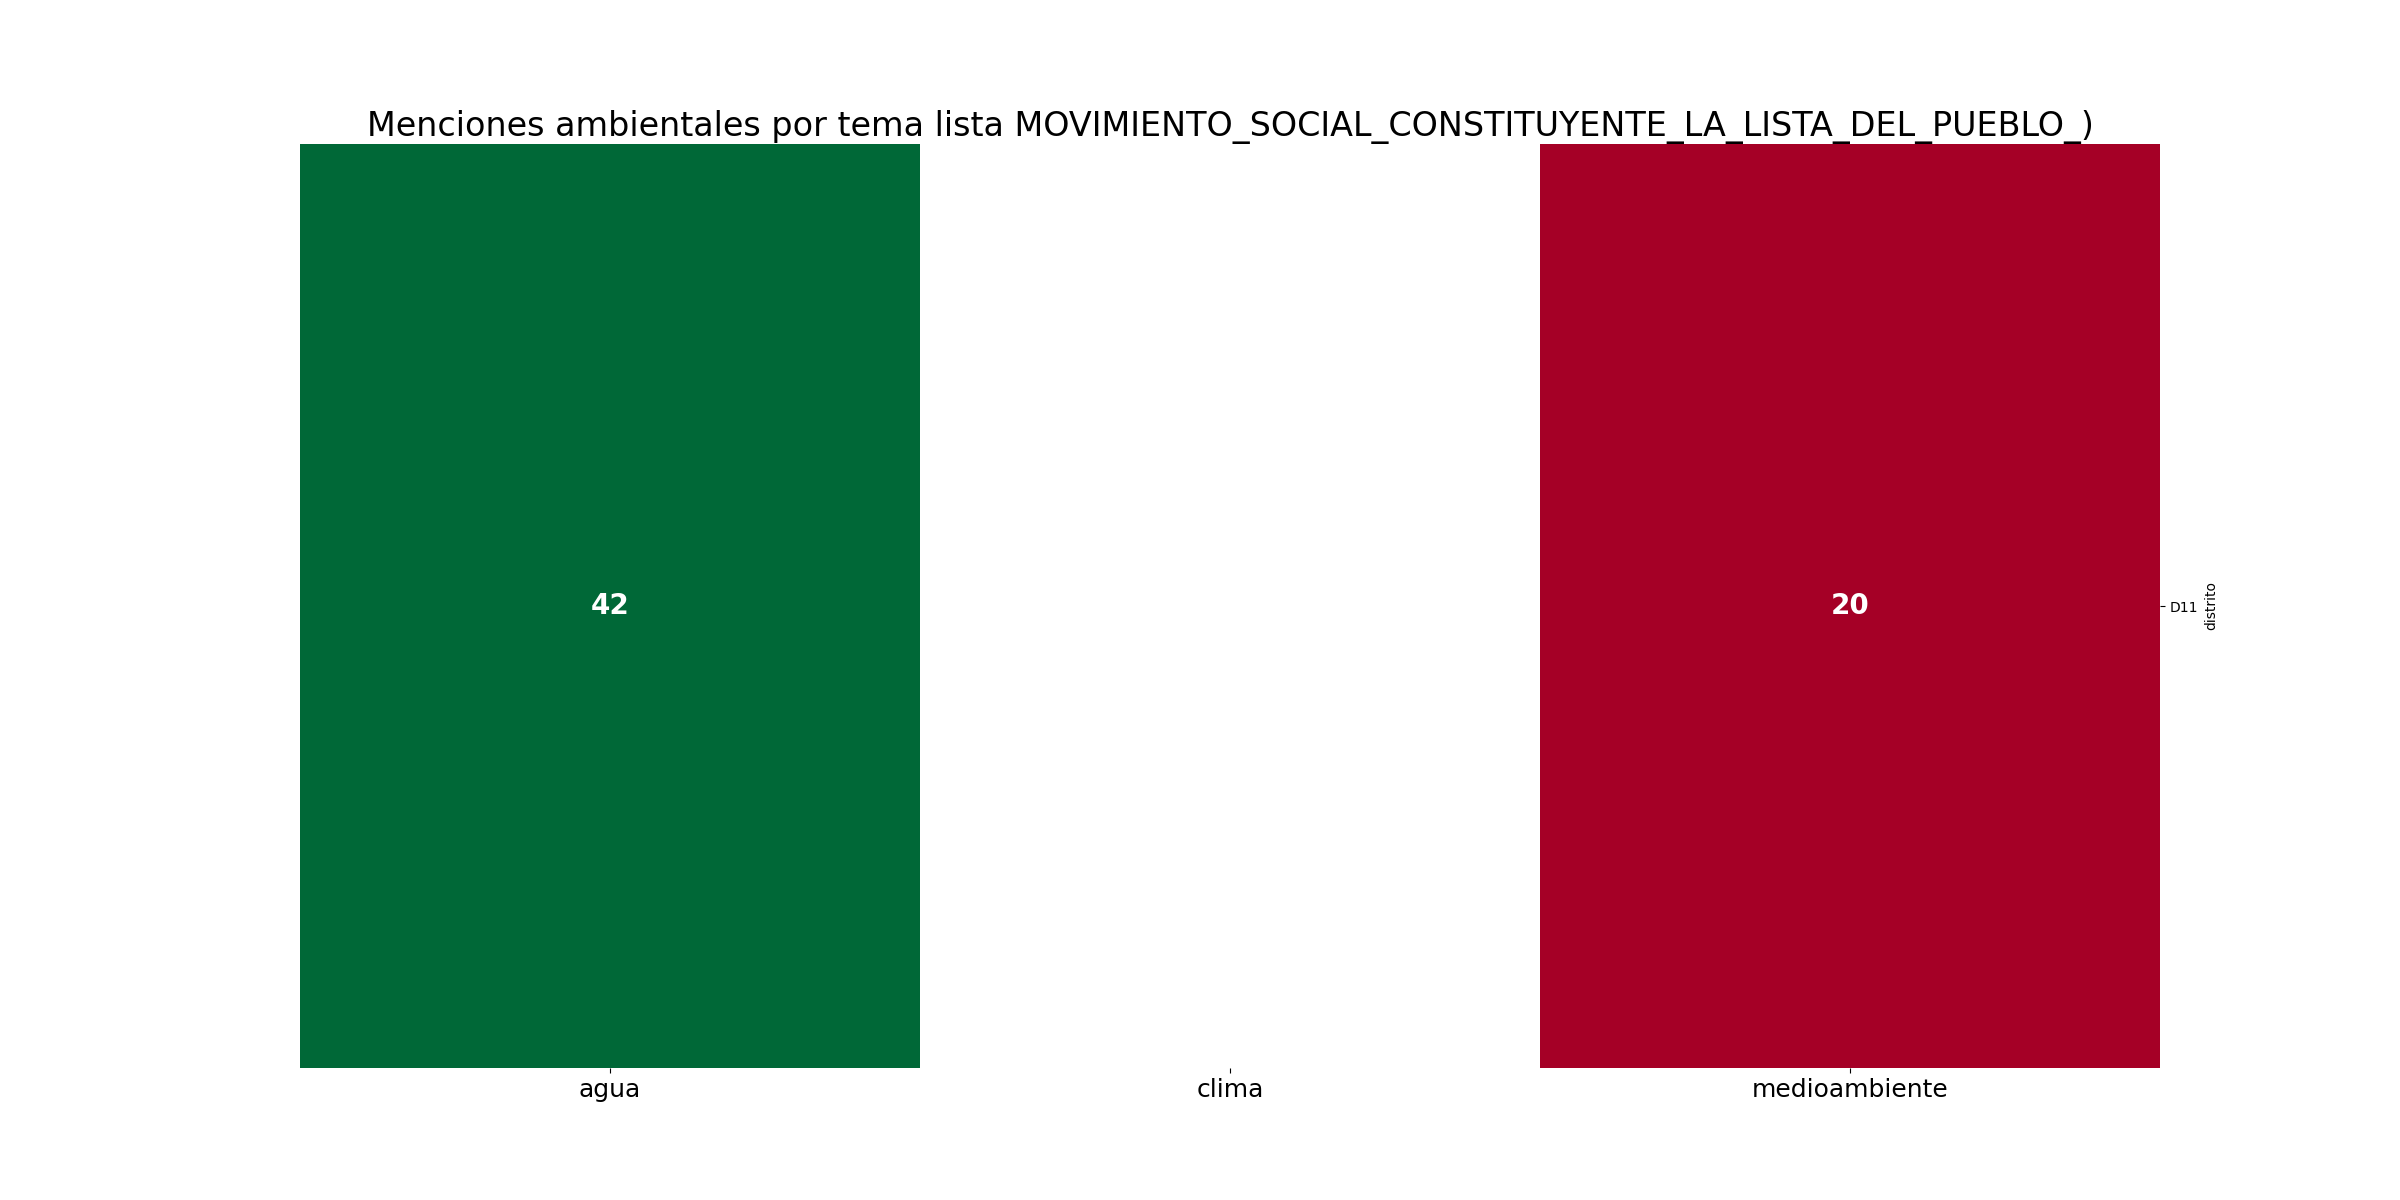 Menciones ambientales por tema lista MOVIMIENTO_SOCIAL_CONSTITUYENTE_LA_LISTA_DEL_PUEBLO_)
42
20
D11
distrito
agua
clima
medioambiente